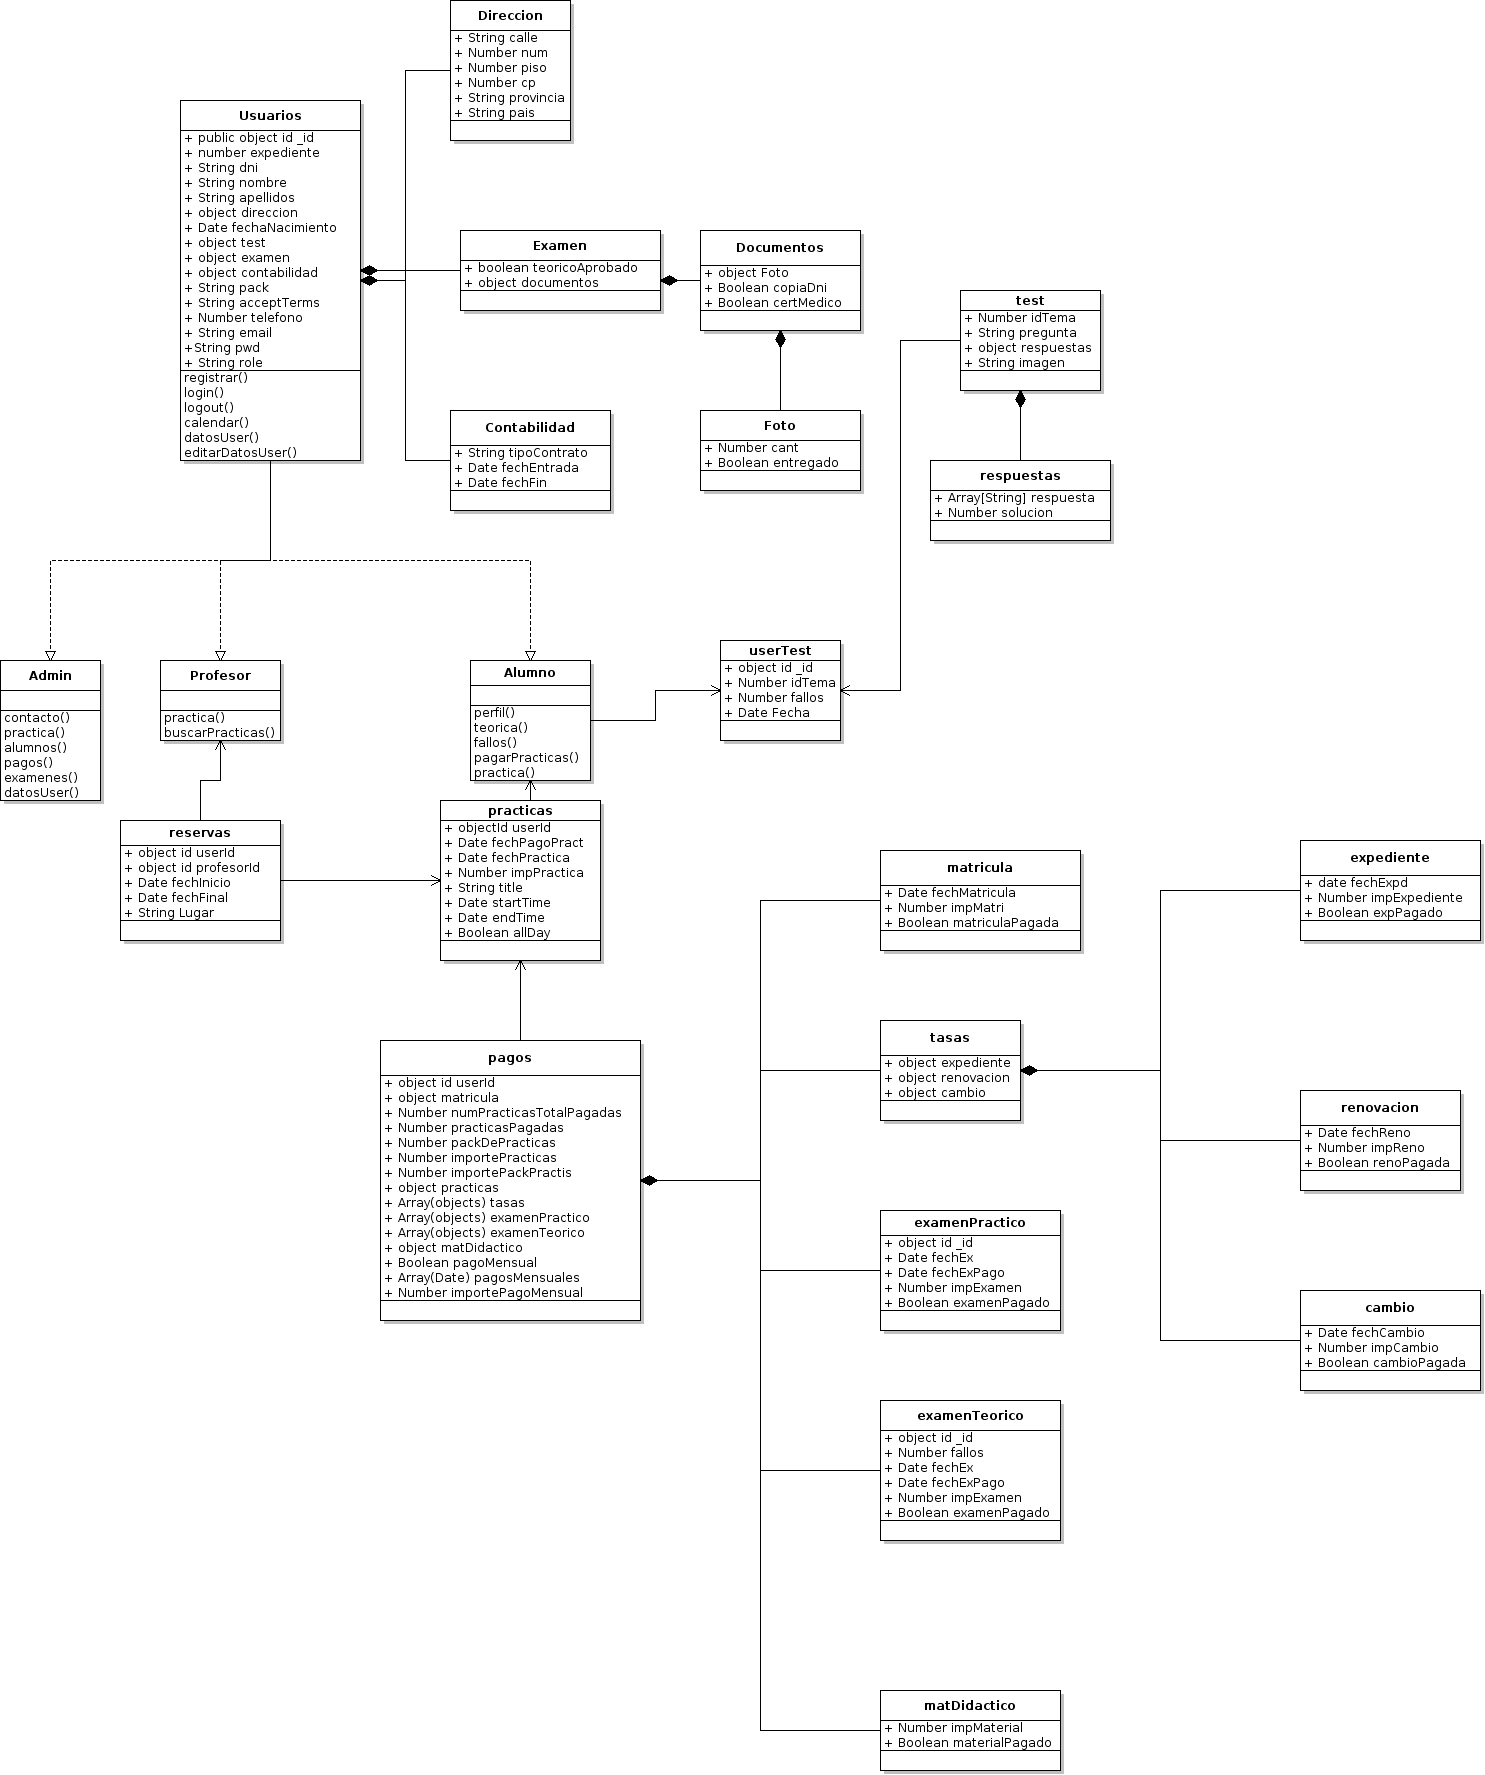 Direccion
+ String calle
+ Number num
+ Number piso
+ Number cp
+ String provincia
+ String pais
Usuarios
+ public object id _id
+ number expediente
+ String dni
+ String nombre
+ String apellidos
+ object direccion
+ Date fechaNacimiento
+ object test
+ object examen
+ object contabilidad
+ String pack
+ String acceptTerms
+ Number telefono
+ String email
+String pwd
+ String role
registrar()
login()
logout()
calendar()
datosUser()
editarDatosUser()
Examen
+ boolean teoricoAprobado
+ object documentos
Documentos
+ object Foto
+ Boolean copiaDni
+ Boolean certMedico
test
+ Number idTema
+ String pregunta
+ object respuestas
+ String imagen
Contabilidad
+ String tipoContrato
+ Date fechEntrada
+ Date fechFin
Foto
+ Number cant
+ Boolean entregado
respuestas
+ Array[String] respuesta
+ Number solucion
Admin
contacto()
practica()
alumnos()
pagos()
examenes()
datosUser()
Profesor
practica()
buscarPracticas()
Alumno
perfil()
teorica()
fallos()
pagarPracticas()
practica()
userTest
+ object id _id
+ Number idTema
+ Number fallos
+ Date Fecha
reservas
+ object id userId
+ object id profesorId
+ Date fechInicio
+ Date fechFinal
+ String Lugar
practicas
+ objectId userId
+ Date fechPagoPract
+ Date fechPractica
+ Number impPractica
+ String title
+ Date startTime
+ Date endTime
+ Boolean allDay
matricula
+ Date fechMatricula
+ Number impMatri
+ Boolean matriculaPagada
expediente
+ date fechExpd
+ Number impExpediente
+ Boolean expPagado
pagos
+ object id userId
+ object matricula
+ Number numPracticasTotalPagadas
+ Number practicasPagadas
+ Number packDePracticas
+ Number importePracticas
+ Number importePackPractis
+ object practicas
+ Array(objects) tasas
+ Array(objects) examenPractico
+ Array(objects) examenTeorico
+ object matDidactico
+ Boolean pagoMensual
+ Array(Date) pagosMensuales
+ Number importePagoMensual
tasas
+ object expediente
+ object renovacion
+ object cambio
renovacion
+ Date fechReno
+ Number impReno
+ Boolean renoPagada
examenPractico
+ object id _id
+ Date fechEx
+ Date fechExPago
+ Number impExamen
+ Boolean examenPagado
cambio
+ Date fechCambio
+ Number impCambio
+ Boolean cambioPagada
examenTeorico
+ object id _id
+ Number fallos
+ Date fechEx
+ Date fechExPago
+ Number impExamen
+ Boolean examenPagado
matDidactico
+ Number impMaterial
+ Boolean materialPagado